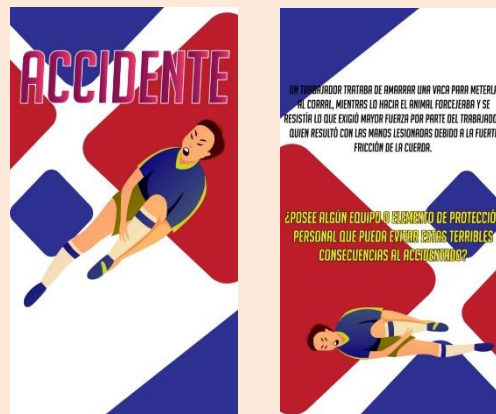 ACCIDENTE
UN TRABAJADOR TRATABA DE AMARRAR UNA VACA PARA METERLA
AL CORRAL, MIENTRAS LO HACIA EL ANIMAL FORCEJEABA Y SE
RESISTÍA LO QUE EXIGIÓ MAYOR FUERZA POR PARTE DEL TRABAJADO
QUIEN RESULTÓ CON LAS MANOS LESIONADAS DEBIDO A LA FUERTE
FRICCIÓN DE LA CUERDA.
¿POSEE ALGÚN EQUIPO O ELEMENTO DE PROTECCIÓ
PERSONAL QUE PUEDA EVITAR ESTAS TERRIBLES
CONSECUENCIAS AL ACCIDENTADO?